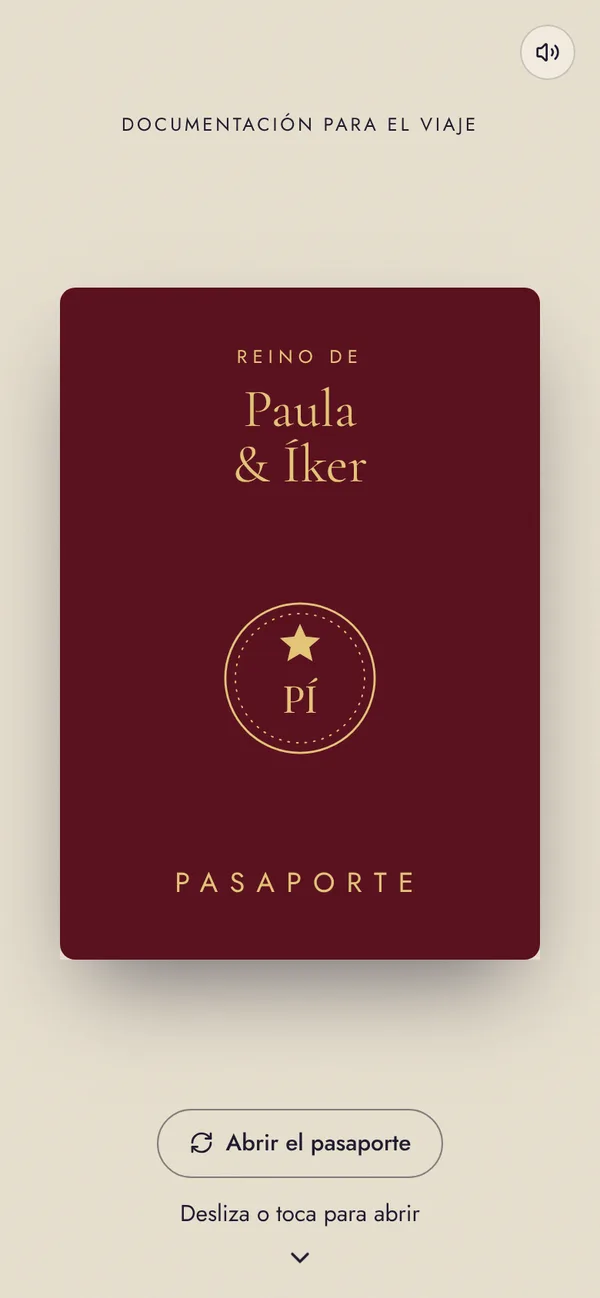 DOCUMENTACIÓN PARA EL VIAJE
REINO DE
Paula
& Íker
PÍ
PASAPORTE
Abrir el pasaporte
Desliza o toca para abrir